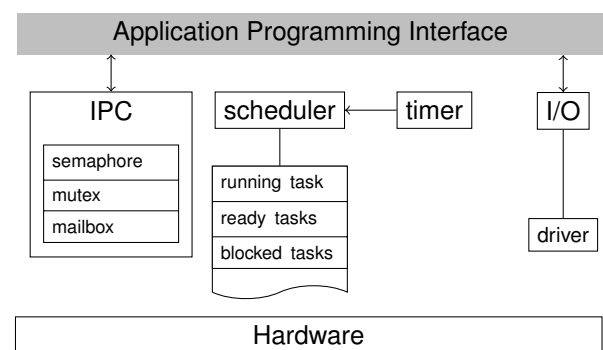 Application Programming Interface
IPC
semaphore
mutex
mailbox
scheduler
timer
running task
ready tasks
blocked tasks
I/O
driver
Hardware